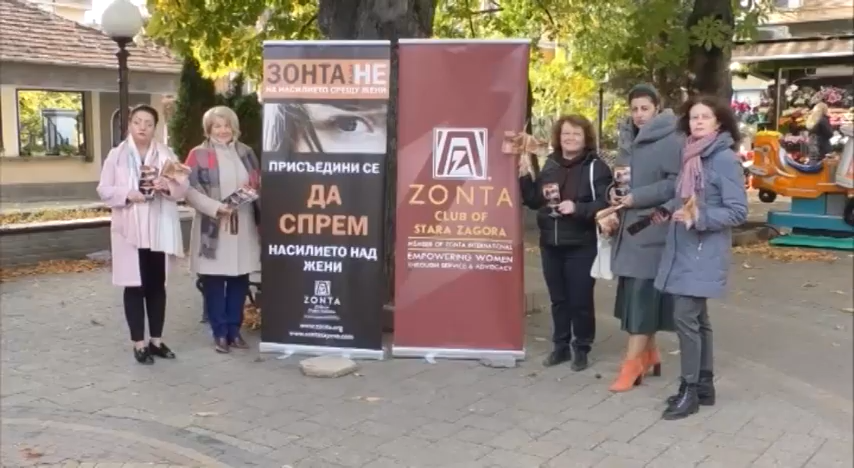 ЗОНТА КАЗВА НЕ
НА НАСИЛИЕТО СРЕЩУ ЖЕНИ
ПРИСЪЕДИНИ СЕ
ДА
СПРЕМ
НАСИЛИЕТО НАД
ЖЕНИ
ZONTA
www.zonta.org
ZONTA
CLUB OF
STARA ZAGORA
MEMBER OF ZONTA INTERNATIONAL
EMPOWERING WOMEN
THROUGH SERVICE & ADVOCACY